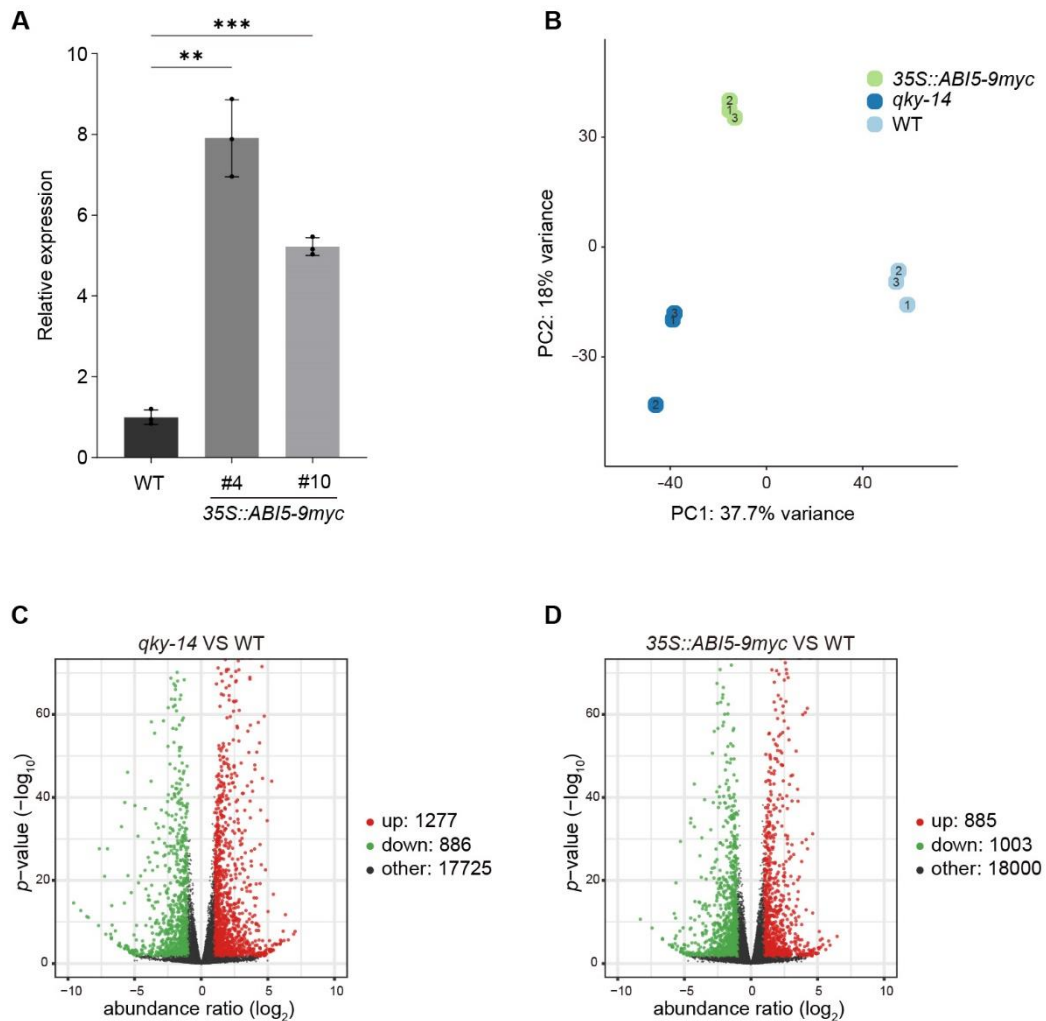 A
***
**
10
8
6
4
2
0
Relative expression
WT
#4
#10
35S::ABI5-9myc
B
35S::ABI5-9myc
qky-14
WT
2
1
3
2
3
1
3
1
2
30
0
−30
PC2: 18% variance
−40
0
40
PC1: 37.7% variance
C
qky-14 VS WT
60
40
20
0
p-value (−log10)
−10
−5
0
5
10
abundance ratio (log2)
up: 1277
down: 886
other: 17725
D
35S::ABI5-9myc VS WT
60
40
20
0
p-value (−log10)
−10
−5
0
5
10
abundance ratio (log2)
up: 885
down: 1003
other: 18000